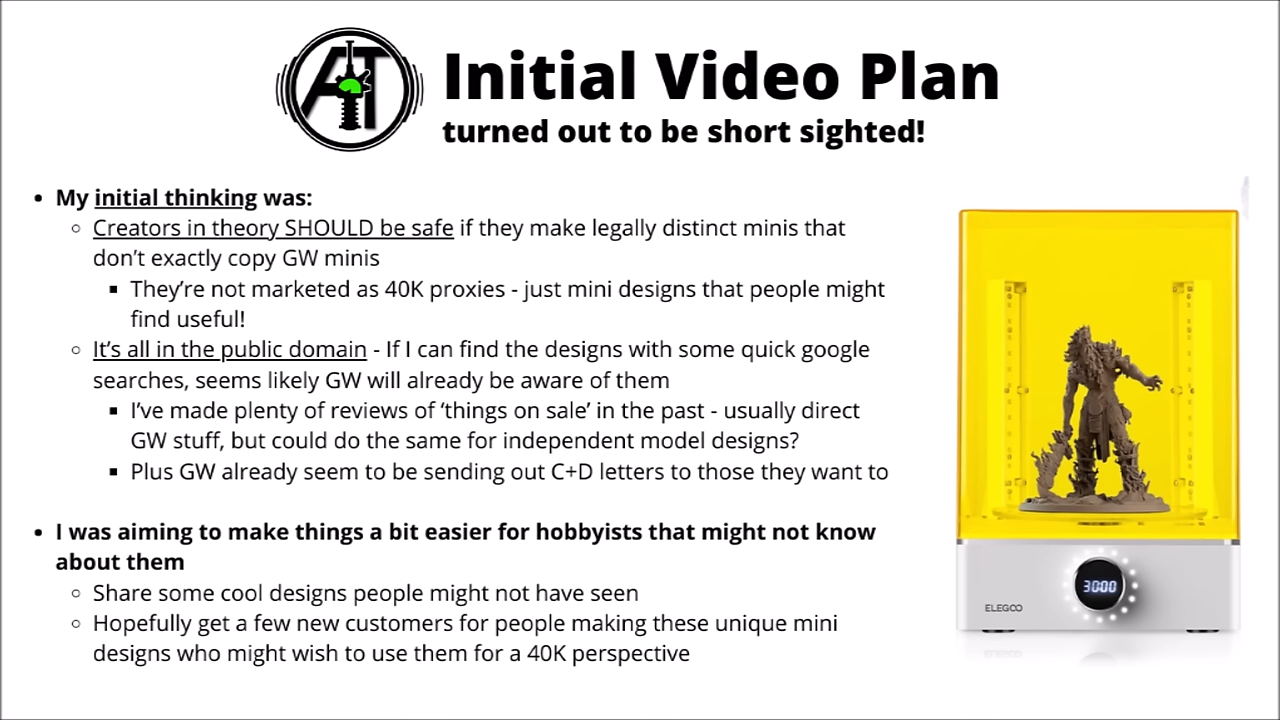 AT
Initial Video Plan
turned out to be short sighted!
• My initial thinking was:
◦ Creators in theory SHOULD be safe if they make legally distinct minis that
don’t exactly copy GW minis
▪ They’re not marketed as 40K proxies - just mini designs that people might
find useful!
◦ It’s all in the public domain - If I can find the designs with some quick google
searches, seems likely GW will already be aware of them
▪ I’ve made plenty of reviews of ‘things on sale’ in the past - usually direct
GW stuff, but could do the same for independent model designs?
▪ Plus GW already seem to be sending out C+D letters to those they want to
• I was aiming to make things a bit easier for hobbyists that might not know
about them
◦ Share some cool designs people might not have seen
◦ Hopefully get a few new customers for people making these unique mini
designs who might wish to use them for a 40K perspective
30:00
ELEGOO